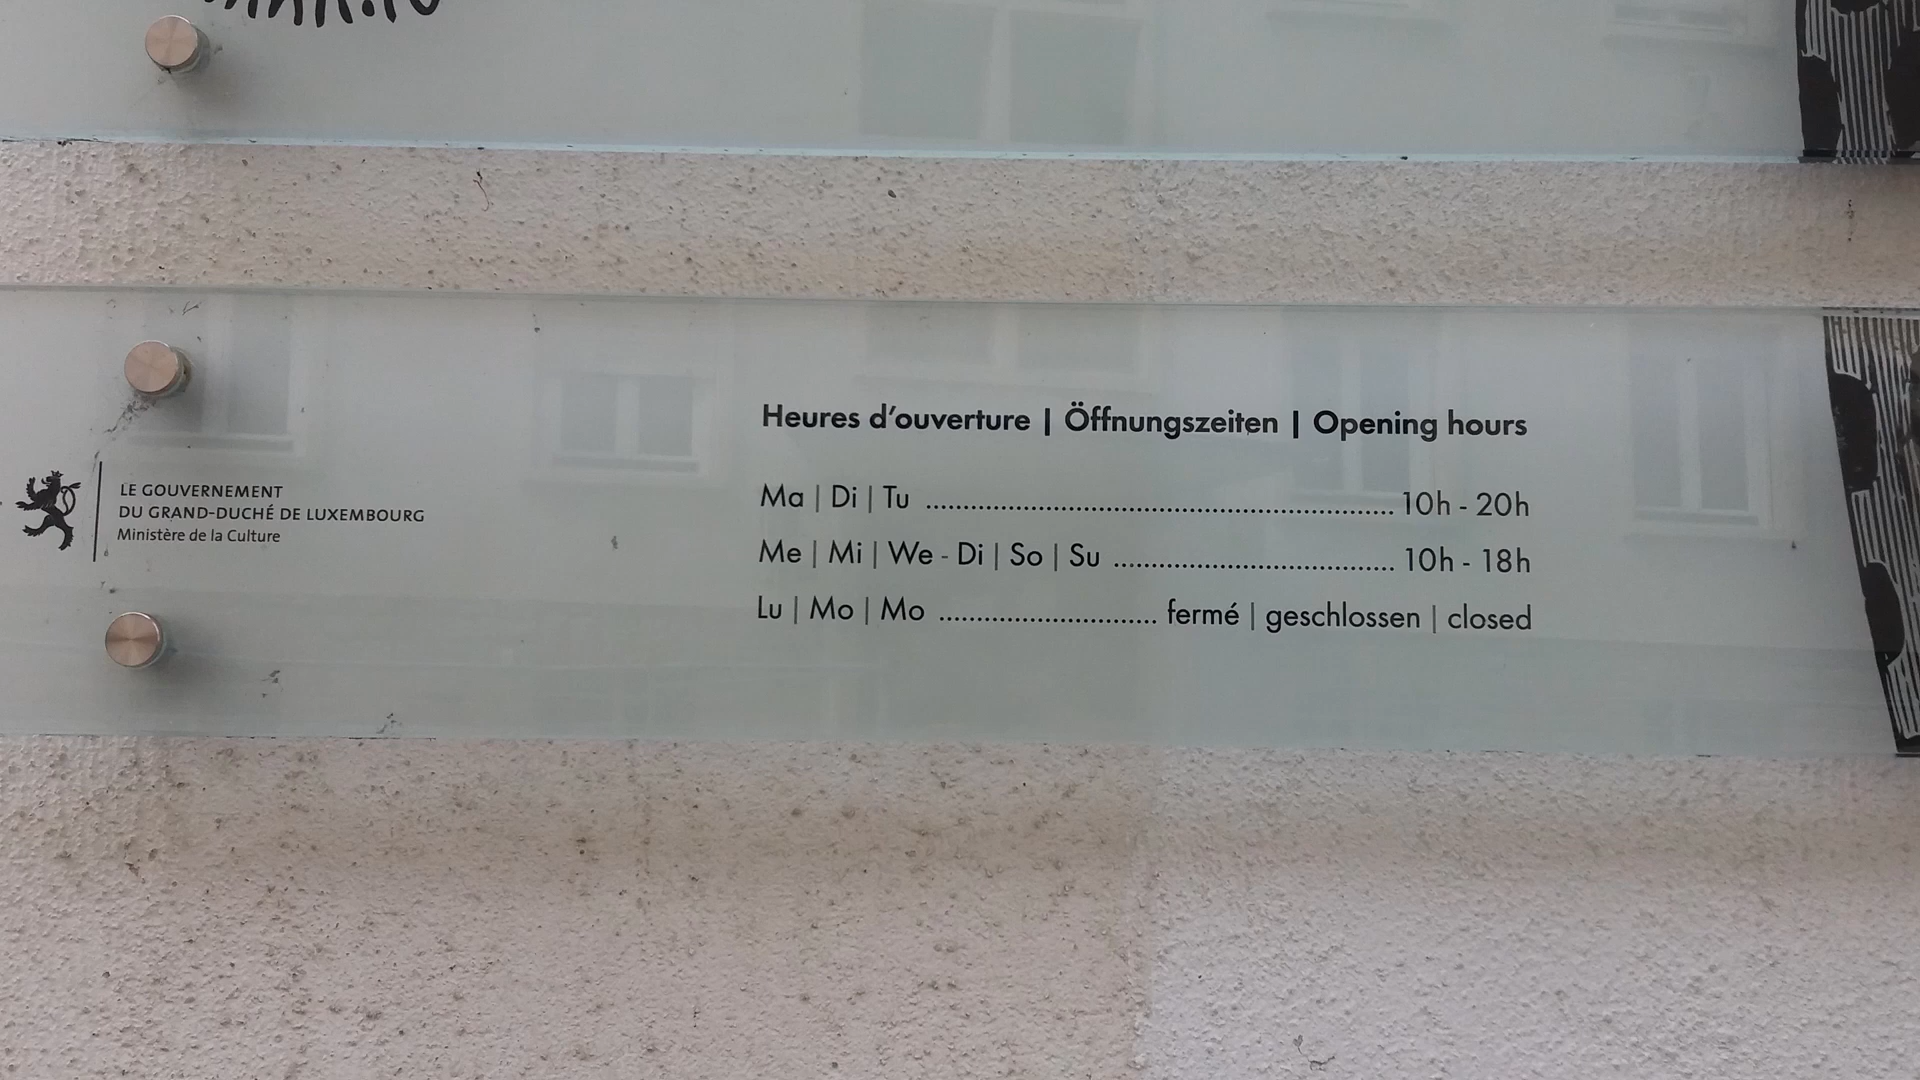 Heures d'ouverture | Öffnungszeiten | Opening hours
Ma | Di | Tu ........................................................................ 10h - 20h
Me | Mi | We - Di | So | Su ........................................... 10h - 18h
Lu | Mo | Mo ................................. fermé | geschlossen | closed
LE GOUVERNEMENT
DU GRAND-DUCHÉ DE LUXEMBOURG
Ministère de la Culture